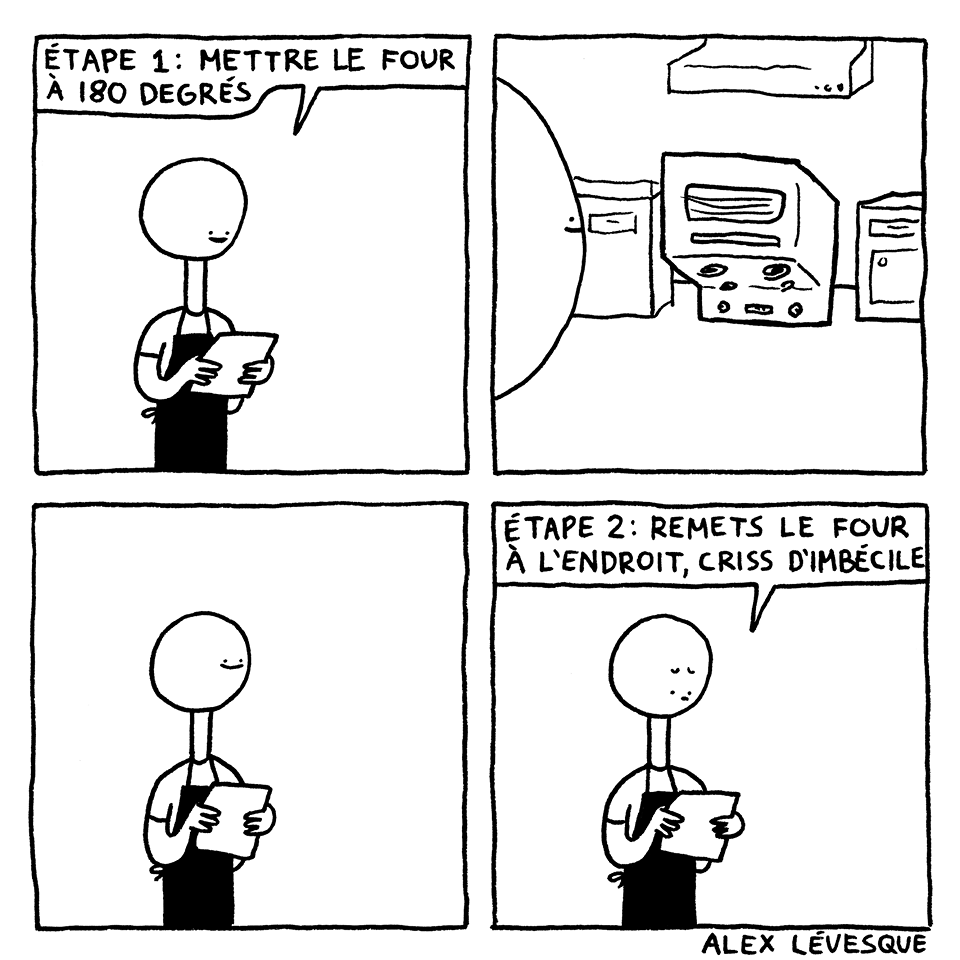 ÉTAPE 1: METTRE LE FOUR
À 180 DEGRÉS
ÉTAPE 2: REMETS LE FOUR
À L'ENDROIT, CRISS D'IMBÉCILE
ALEX LÉVESQUE